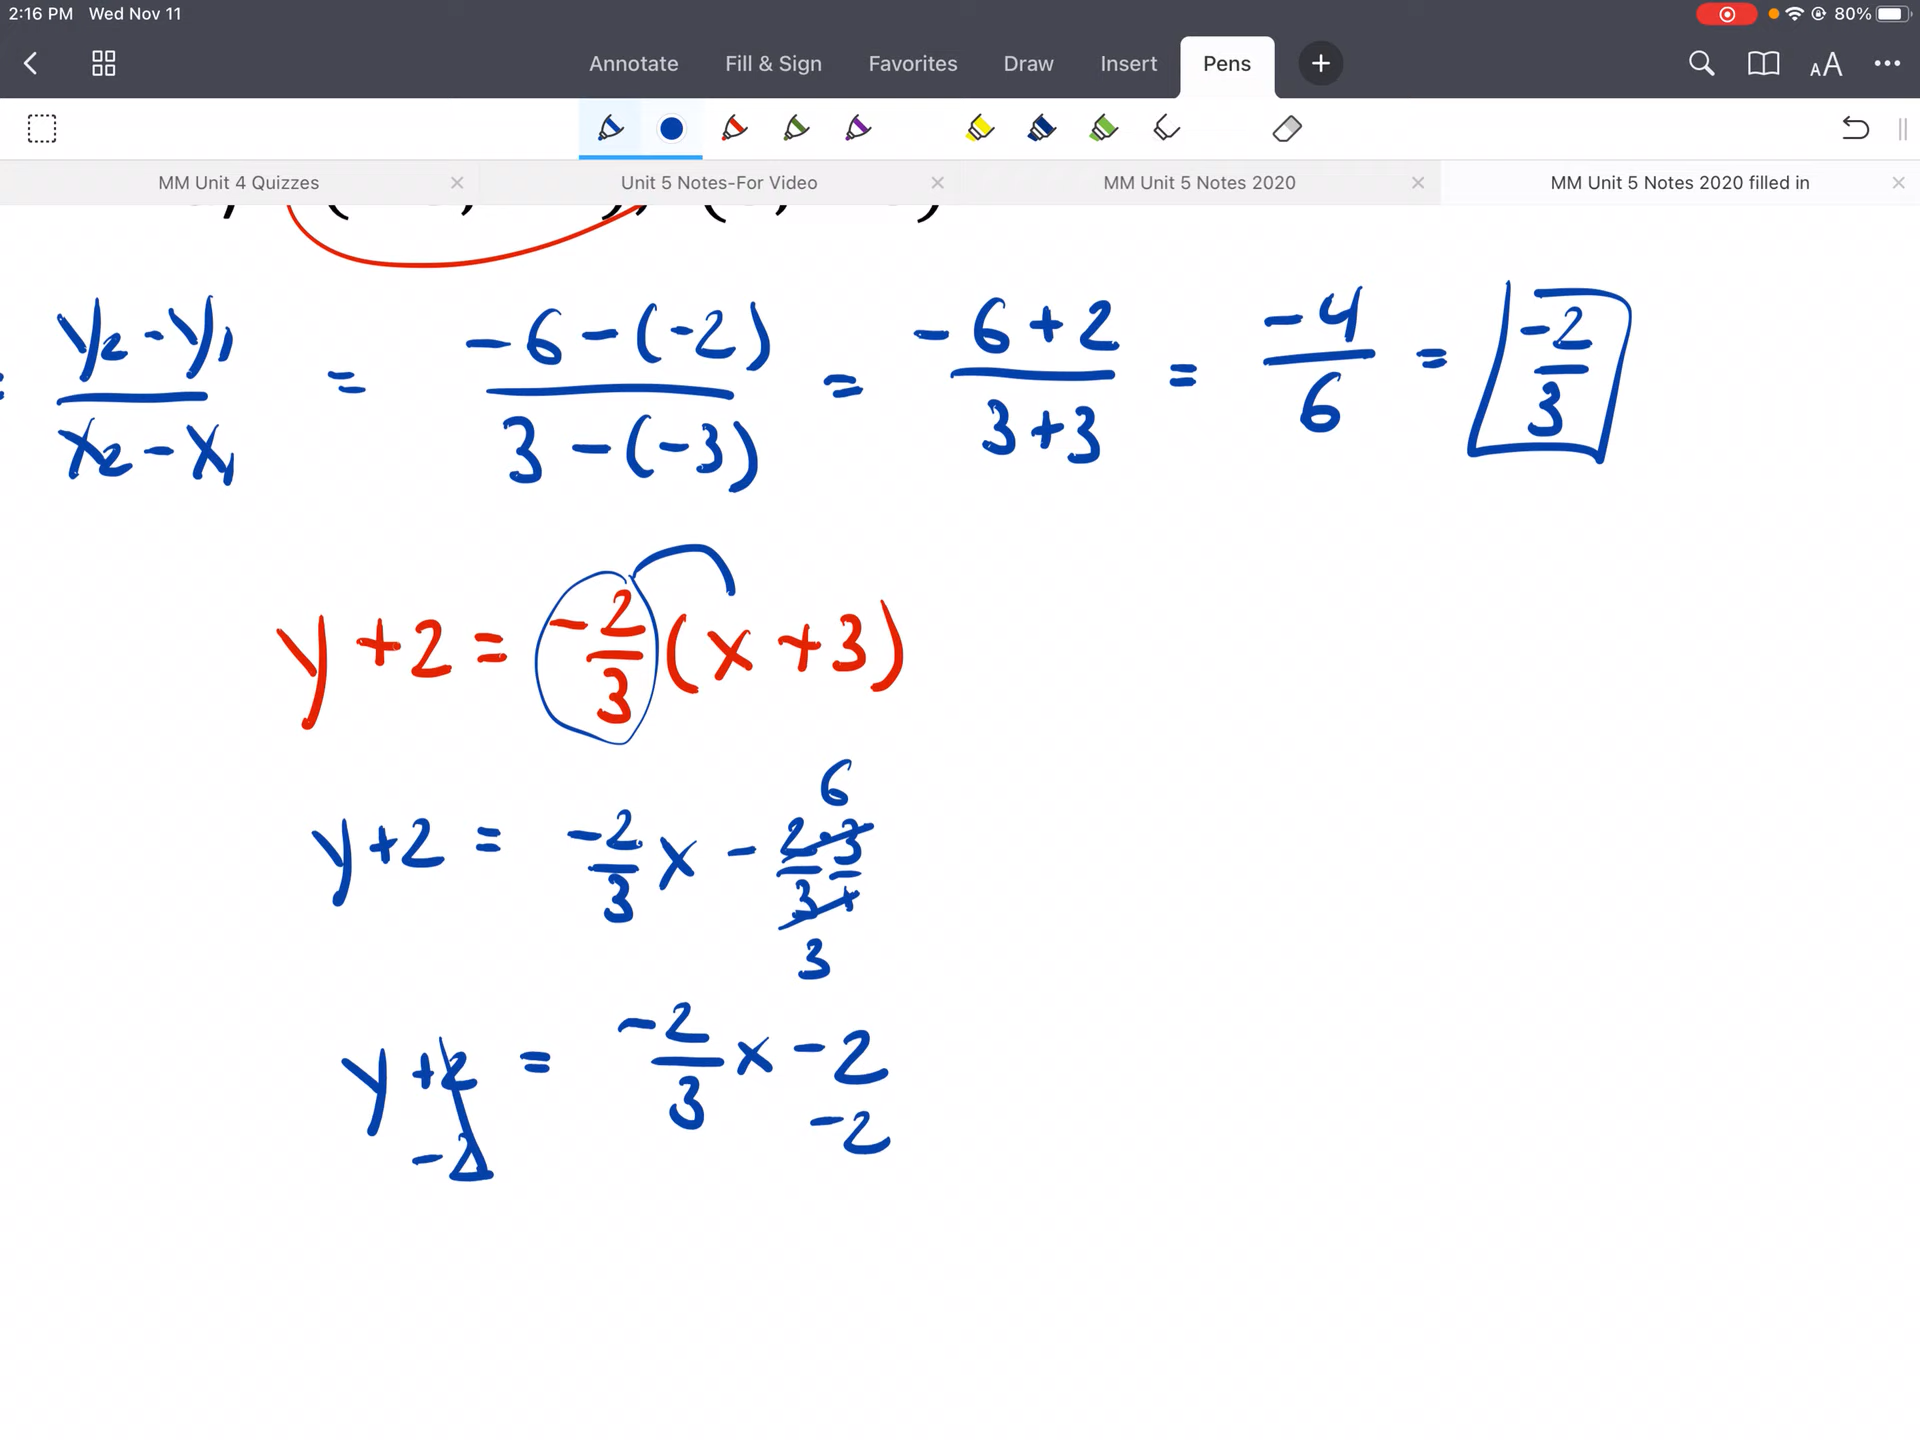 2:16 PM Wed Nov 11 80%
Annotate Fill & Sign Favorites Draw Insert Pens +
AA
MM Unit 4 Quizzes × Unit 5 Notes-For Video × MM Unit 5 Notes 2020 × MM Unit 5 Notes 2020 filled in ×
= (y₂ - y₁)/(x₂ - x₁) = (-6-(-2))/(3-(-3)) = (-6+2)/(3+3) = -4/6 = -2/3
y+2 = -2/3 (x+3)
6
y+2 = -2/3 x - 2·3/3·1
3
y+2 = -2/3 x - 2
-2 -2